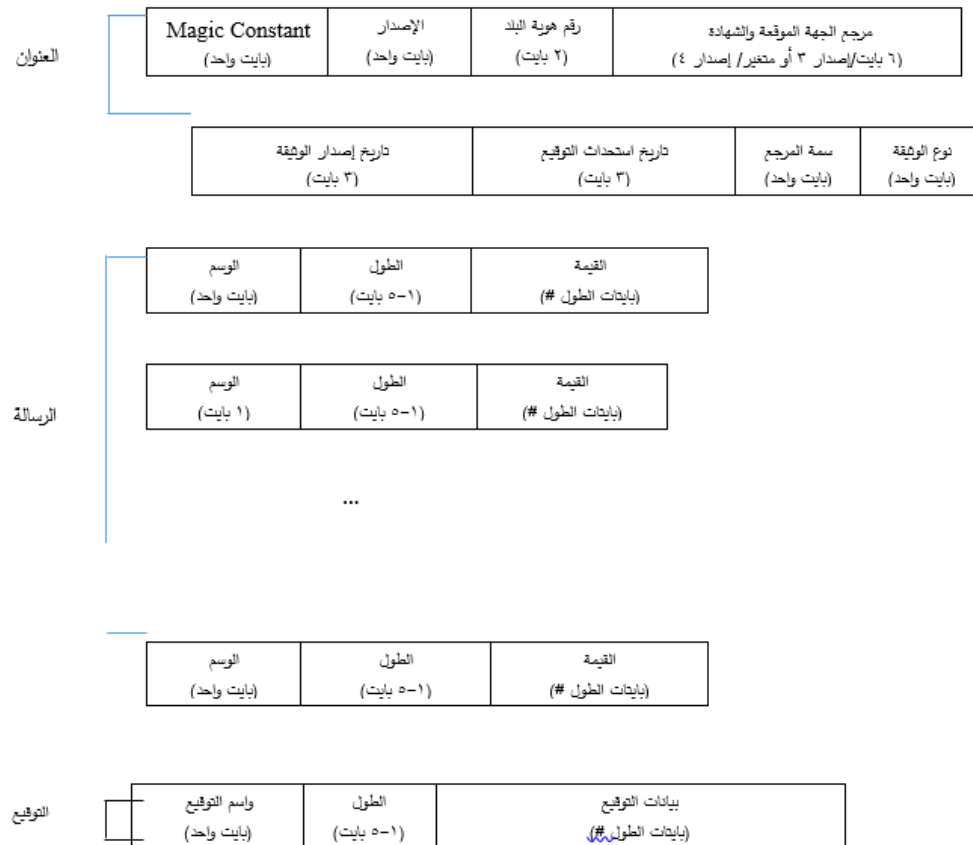 العنوان
Magic Constant
(بايت واحد)
الإصدار
(بايت واحد)
رقم هوية البلد
(٢ بايت)
مرجع الجهة الموقعة والشهادة
(٦ بايت/إصدار ٣ أو متغير/ إصدار ٤)
تاريخ إصدار الوثيقة
(٣ بايت)
تاريخ استحداث التوقيع
(٣ بايت)
سمة المرجع
(بايت واحد)
نوع الوثيقة
(بايت واحد)
الرسالة
الوسم
(بايت واحد)
الطول
(١-٥ بايت)
القيمة
(بايتات الطول #)
الوسم
(١ بايت)
الطول
(١-٥ بايت)
القيمة
(بايتات الطول #)
...
الوسم
(بايت واحد)
الطول
(١-٥ بايت)
القيمة
(بايتات الطول #)
التوقيع
واسم التوقيع
(بايت واحد)
الطول
(١-٥ بايت)
بيانات التوقيع
(بايتات الطول #)